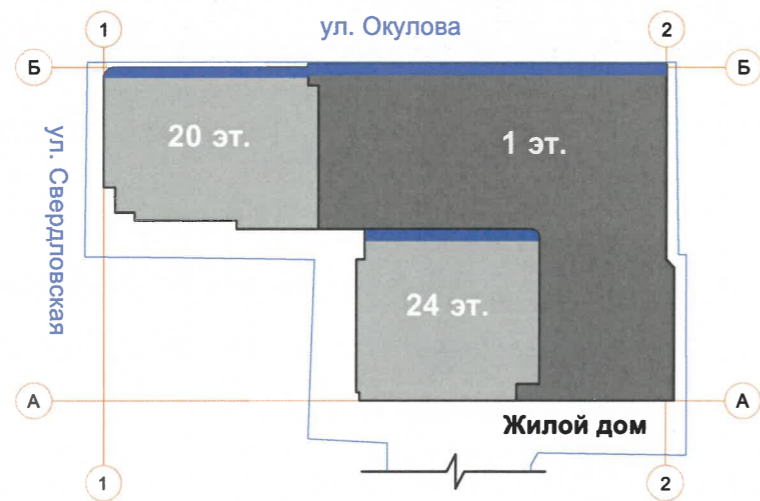 ул. Окулова
1
2
Б
Б
20 эт.
1 эт.
ул. Свердловская
24 эт.
А
А
Жилой дом
1
2